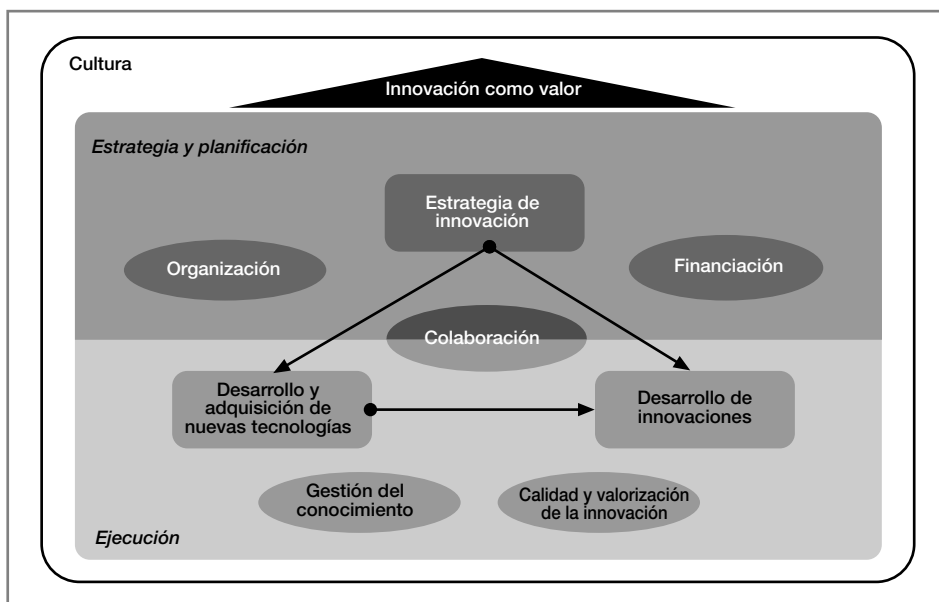 Cultura
Innovación como valor
Estrategia y planificación
Estrategia de
innovación
Organización
Financiación
Colaboración
Desarrollo y
adquisición de
nuevas tecnologías
Desarrollo de
innovaciones
Gestión del
conocimiento
Calidad y valorización
de la innovación
Ejecución